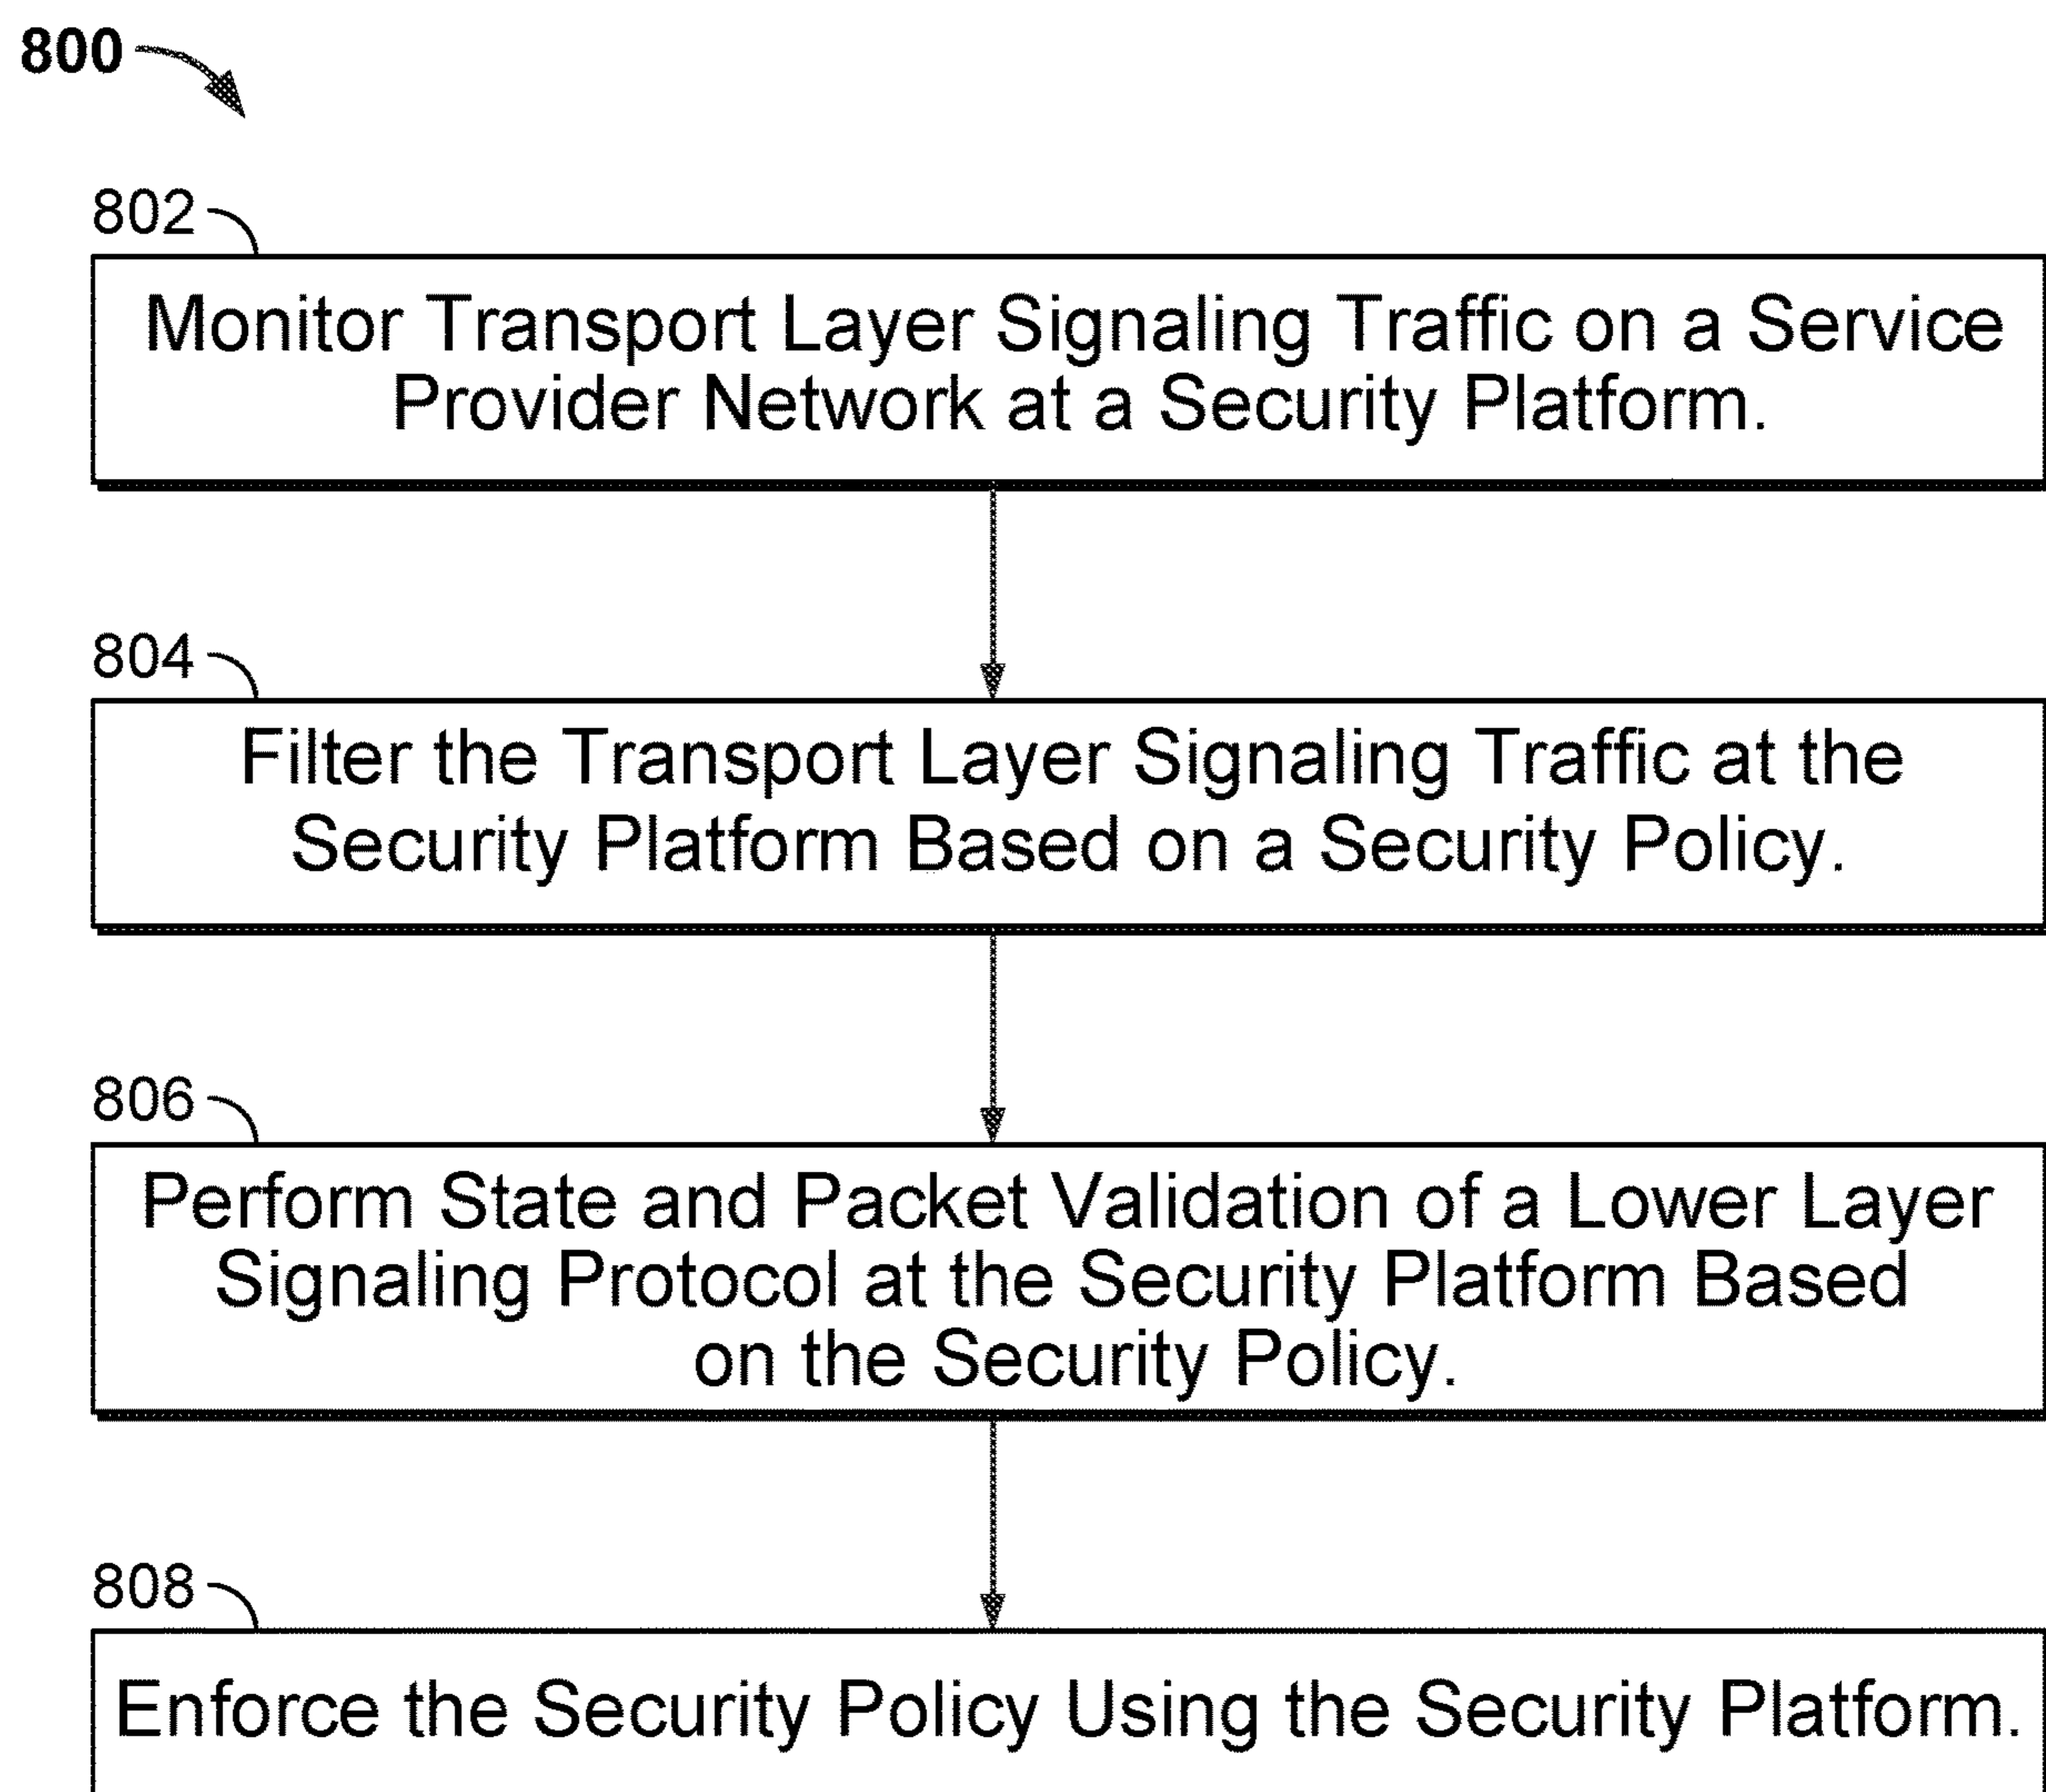 800
802
Monitor Transport Layer Signaling Traffic on a Service
Provider Network at a Security Platform.
804
Filter the Transport Layer Signaling Traffic at the
Security Platform Based on a Security Policy.
806
Perform State and Packet Validation of a Lower Layer
Signaling Protocol at the Security Platform Based
on the Security Policy.
808
Enforce the Security Policy Using the Security Platform.